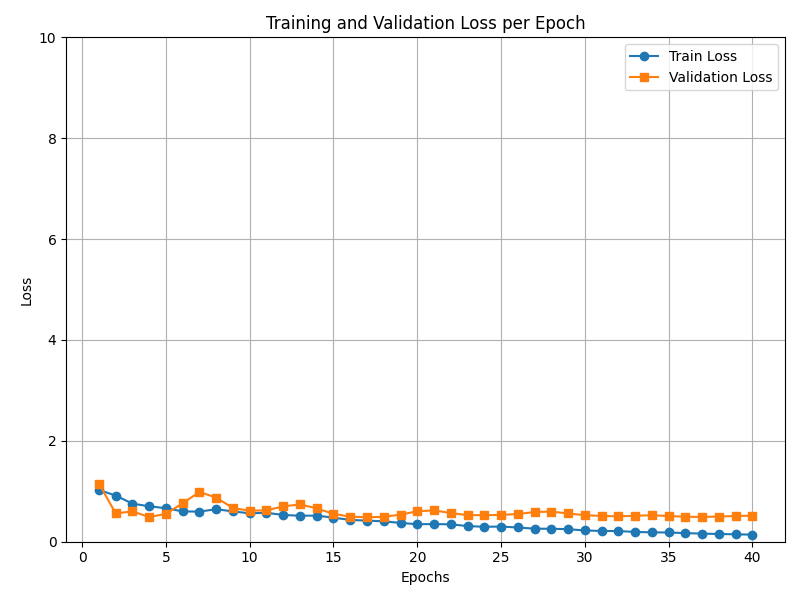 Training and Validation Loss per Epoch
Train Loss
Validation Loss
10
8
6
4
2
0
Loss
0 5 10 15 20 25 30 35 40
Epochs